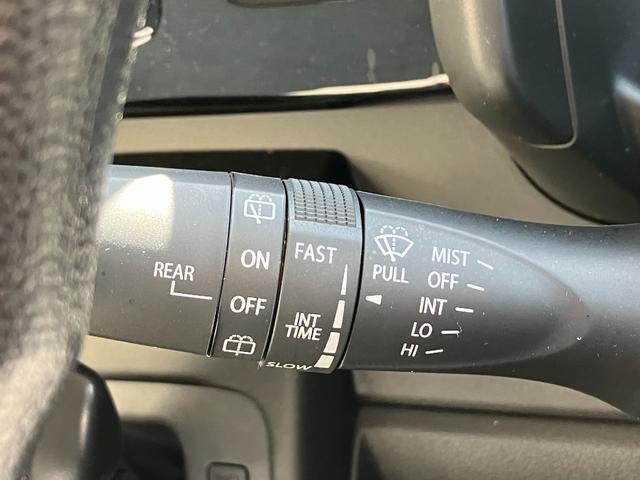 REAR
ON
OFF
FAST
INT
TIME
SLOW
PULL
MIST
OFF
INT
LO
HI